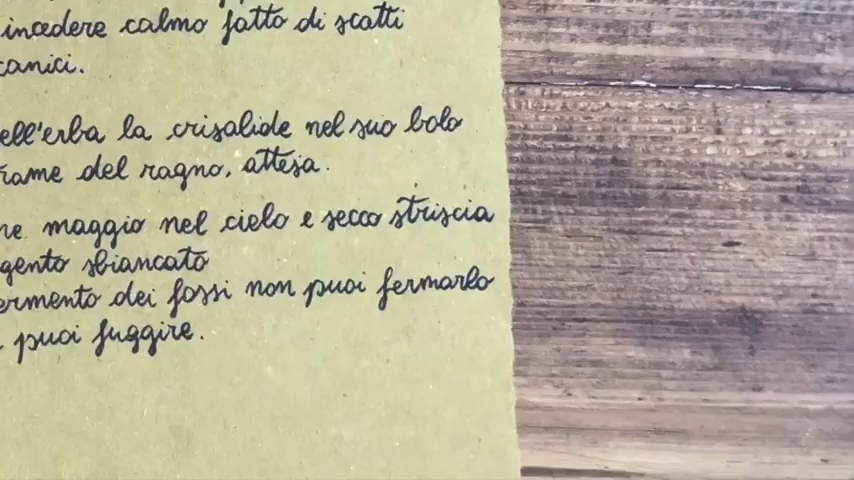 incedere calmo fatto di scatti
canici.
ell'erba la crisalide nel suo bolo
rame del ragno, attesa.
ne maggio nel cielo e secco striscia
gento sbiancato
ermento dei fossi non puoi fermarlo
puoi fuggire.